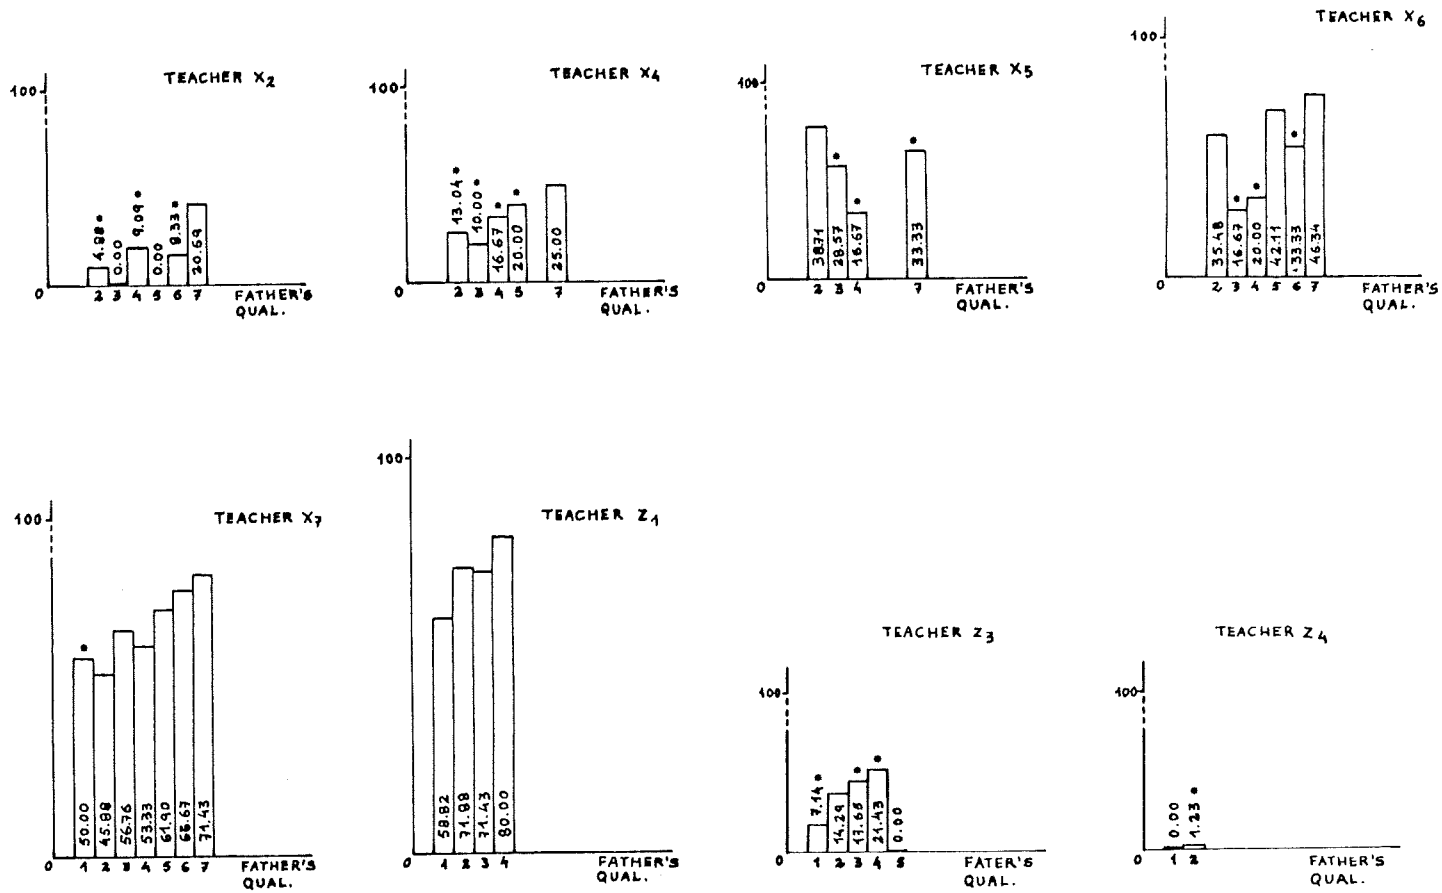 TEACHER X2
100
4.88*
0.00
9.09*
0.00
8.33*
20.69
0
2 3 4 5 6 7
FATHER'S
QUAL.
TEACHER X4
100
13.04*
10.00*
*
16.67
*
20.00
25.00
0
2 3 4 5 7
FATHER'S
QUAL.
TEACHER X5
100
38.71
*
28.57
*
16.67
*
33.33
0
2 3 4 7
FATHER'S
QUAL.
TEACHER X6
100
35.48
*
16.67
*
20.00
42.11
*
33.33
46.34
0
2 3 4 5 6 7
FATHER'S
QUAL.
TEACHER X7
100
*
50.00
45.88
56.76
53.33
61.90
66.67
71.43
0
1 2 3 4 5 6 7
FATHER'S
QUAL.
TEACHER Z1
100
58.82
71.88
71.43
80.00
0
1 2 3 4
FATHER'S
QUAL.
TEACHER Z3
100
7.14*
14.29
*
17.65
*
21.43
0.00
0
1 2 3 4 5
FATER'S
QUAL.
TEACHER Z4
100
0.00
1.23*
0
1 2
FATHER'S
QUAL.